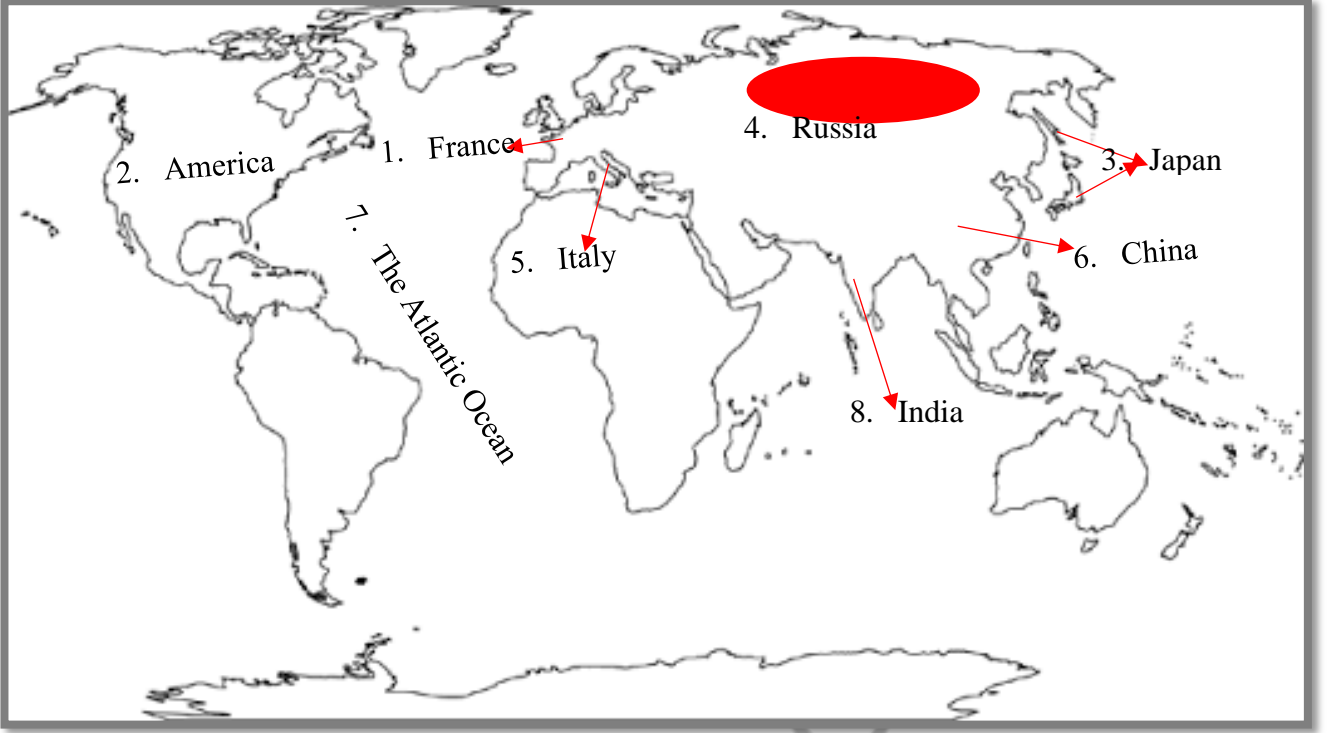 1. France
2. America
3. Japan
4. Russia
5. Italy
6. China
7. The Atlantic Ocean
8. India